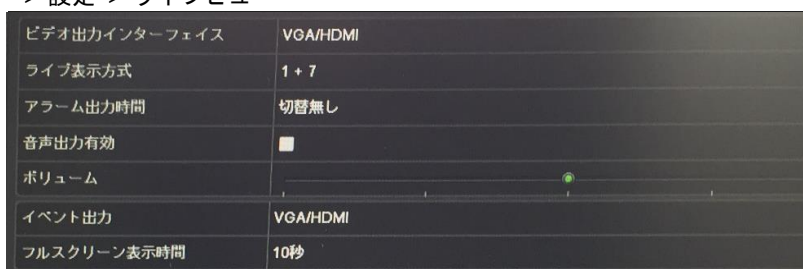 ビデオ出力インターフェイス VGA/HDMI
ライブ表示方式 1 + 7
アラーム出力時間 切替無し
音声出力有効
ボリューム
イベント出力 VGA/HDMI
フルスクリーン表示時間 10秒